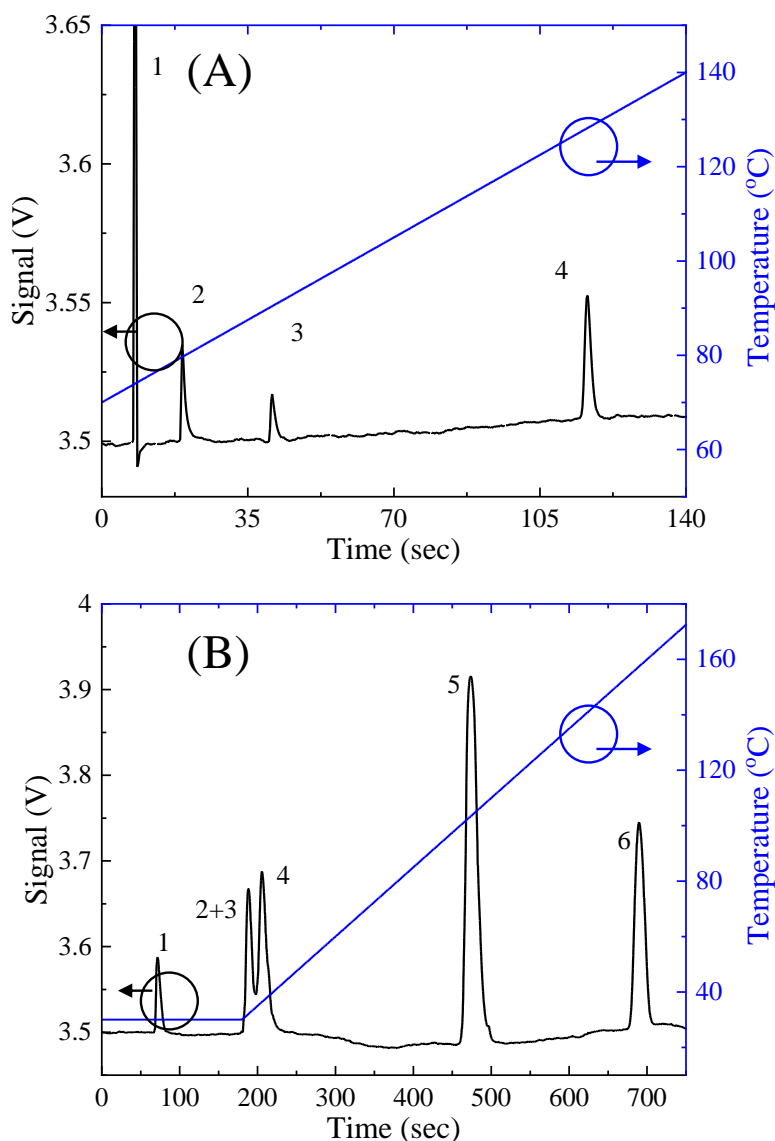 (A)
3.65
3.6
3.55
3.5
Signal (V)
1
2
3
4
140
120
100
80
60
Temperature (°C)
0 35 70 105 140
Time (sec)
(B)
4
3.9
3.8
3.7
3.6
3.5
Signal (V)
1
2+3
4
5
6
160
120
80
40
Temperature (°C)
0 100 200 300 400 500 600 700
Time (sec)